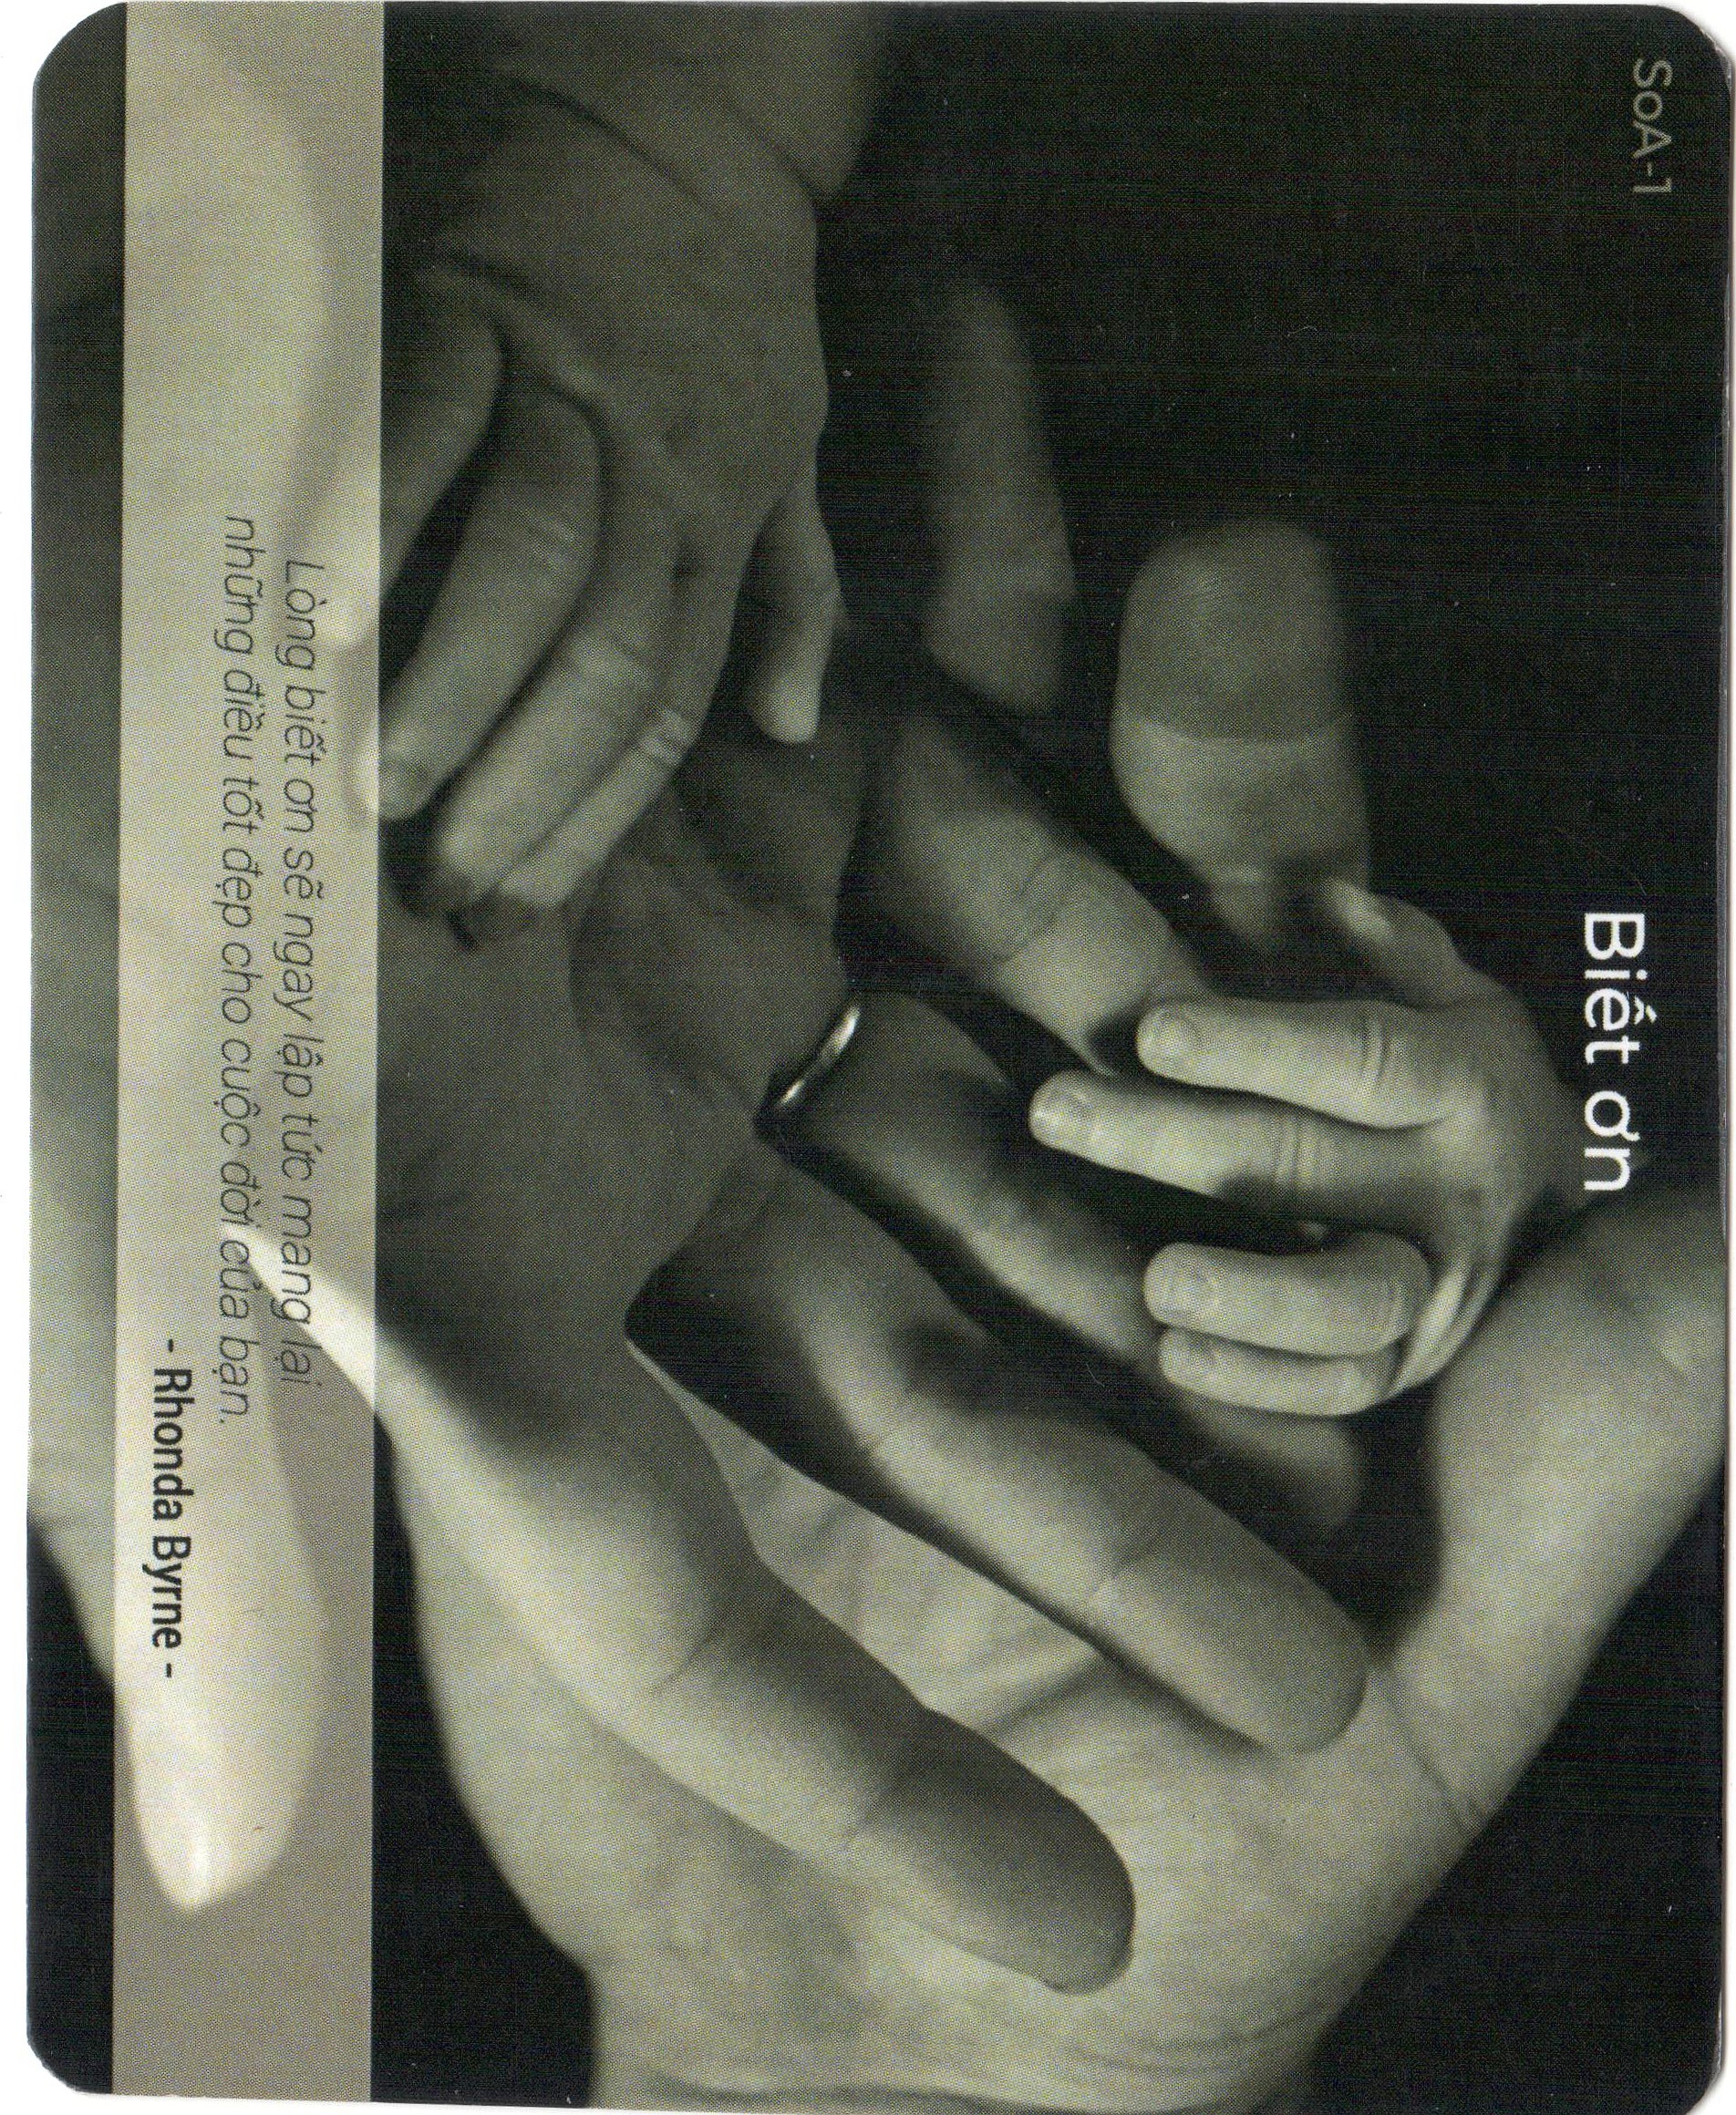 SoA-1
Biết ơn
Lòng biết ơn sẽ ngay lập tức mang lại
những điều tốt đẹp cho cuộc đời của bạn.
- Rhonda Byrne -